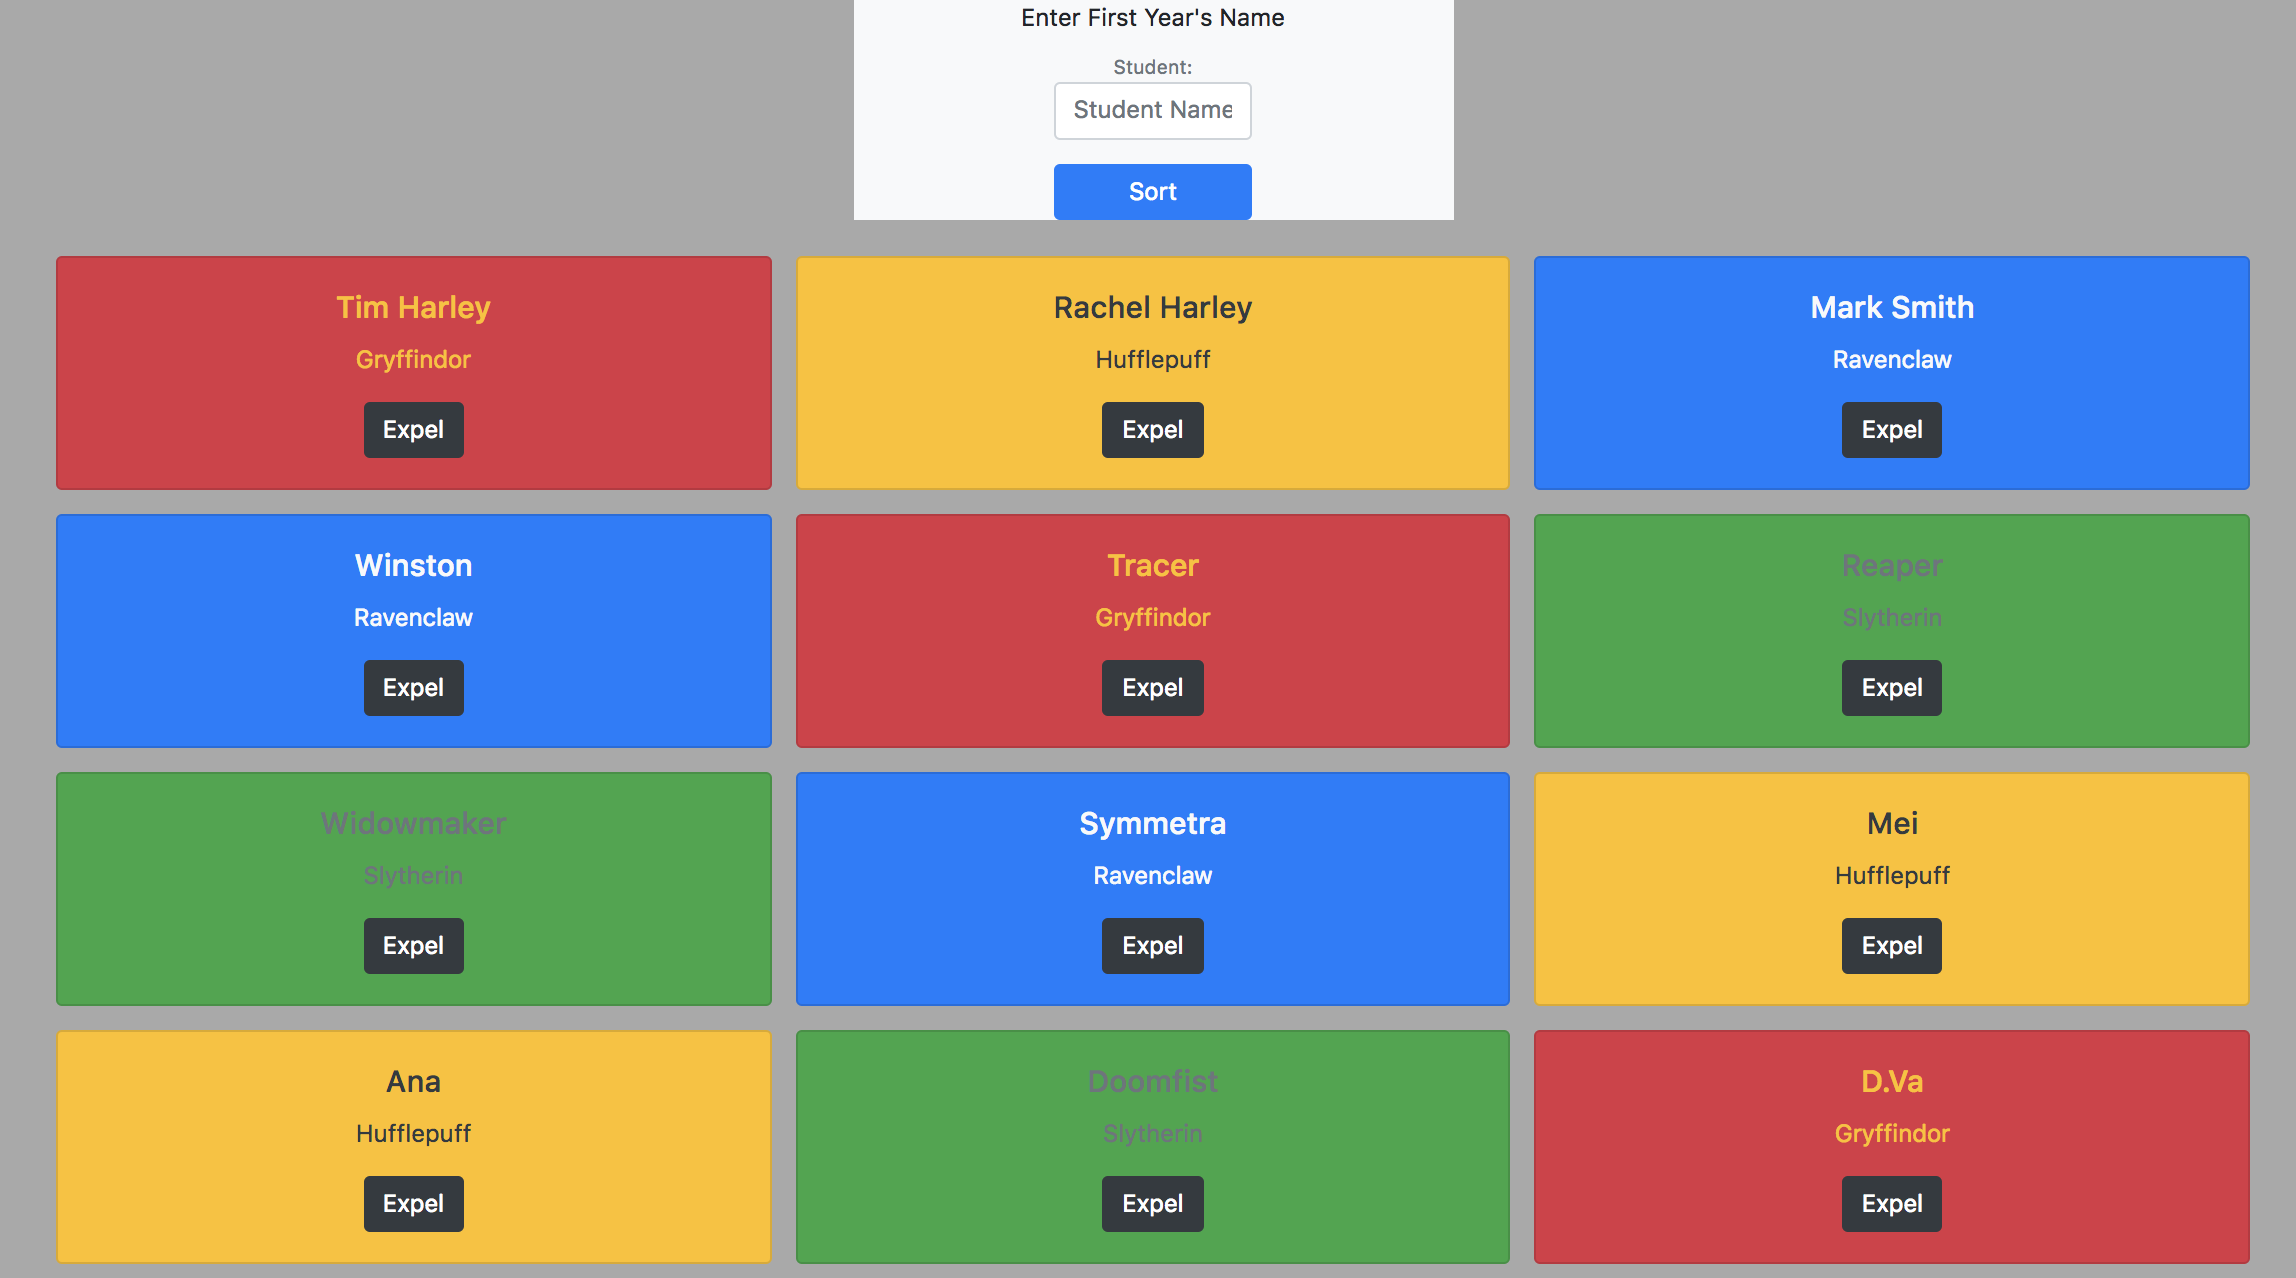 Enter First Year's Name
Student:
Student Name
Sort
Tim Harley
Gryffindor
Expel
Rachel Harley
Hufflepuff
Expel
Mark Smith
Ravenclaw
Expel
Winston
Ravenclaw
Expel
Tracer
Gryffindor
Expel
Reaper
Slytherin
Expel
Widowmaker
Slytherin
Expel
Symmetra
Ravenclaw
Expel
Mei
Hufflepuff
Expel
Ana
Hufflepuff
Expel
Doomfist
Slytherin
Expel
D.Va
Gryffindor
Expel